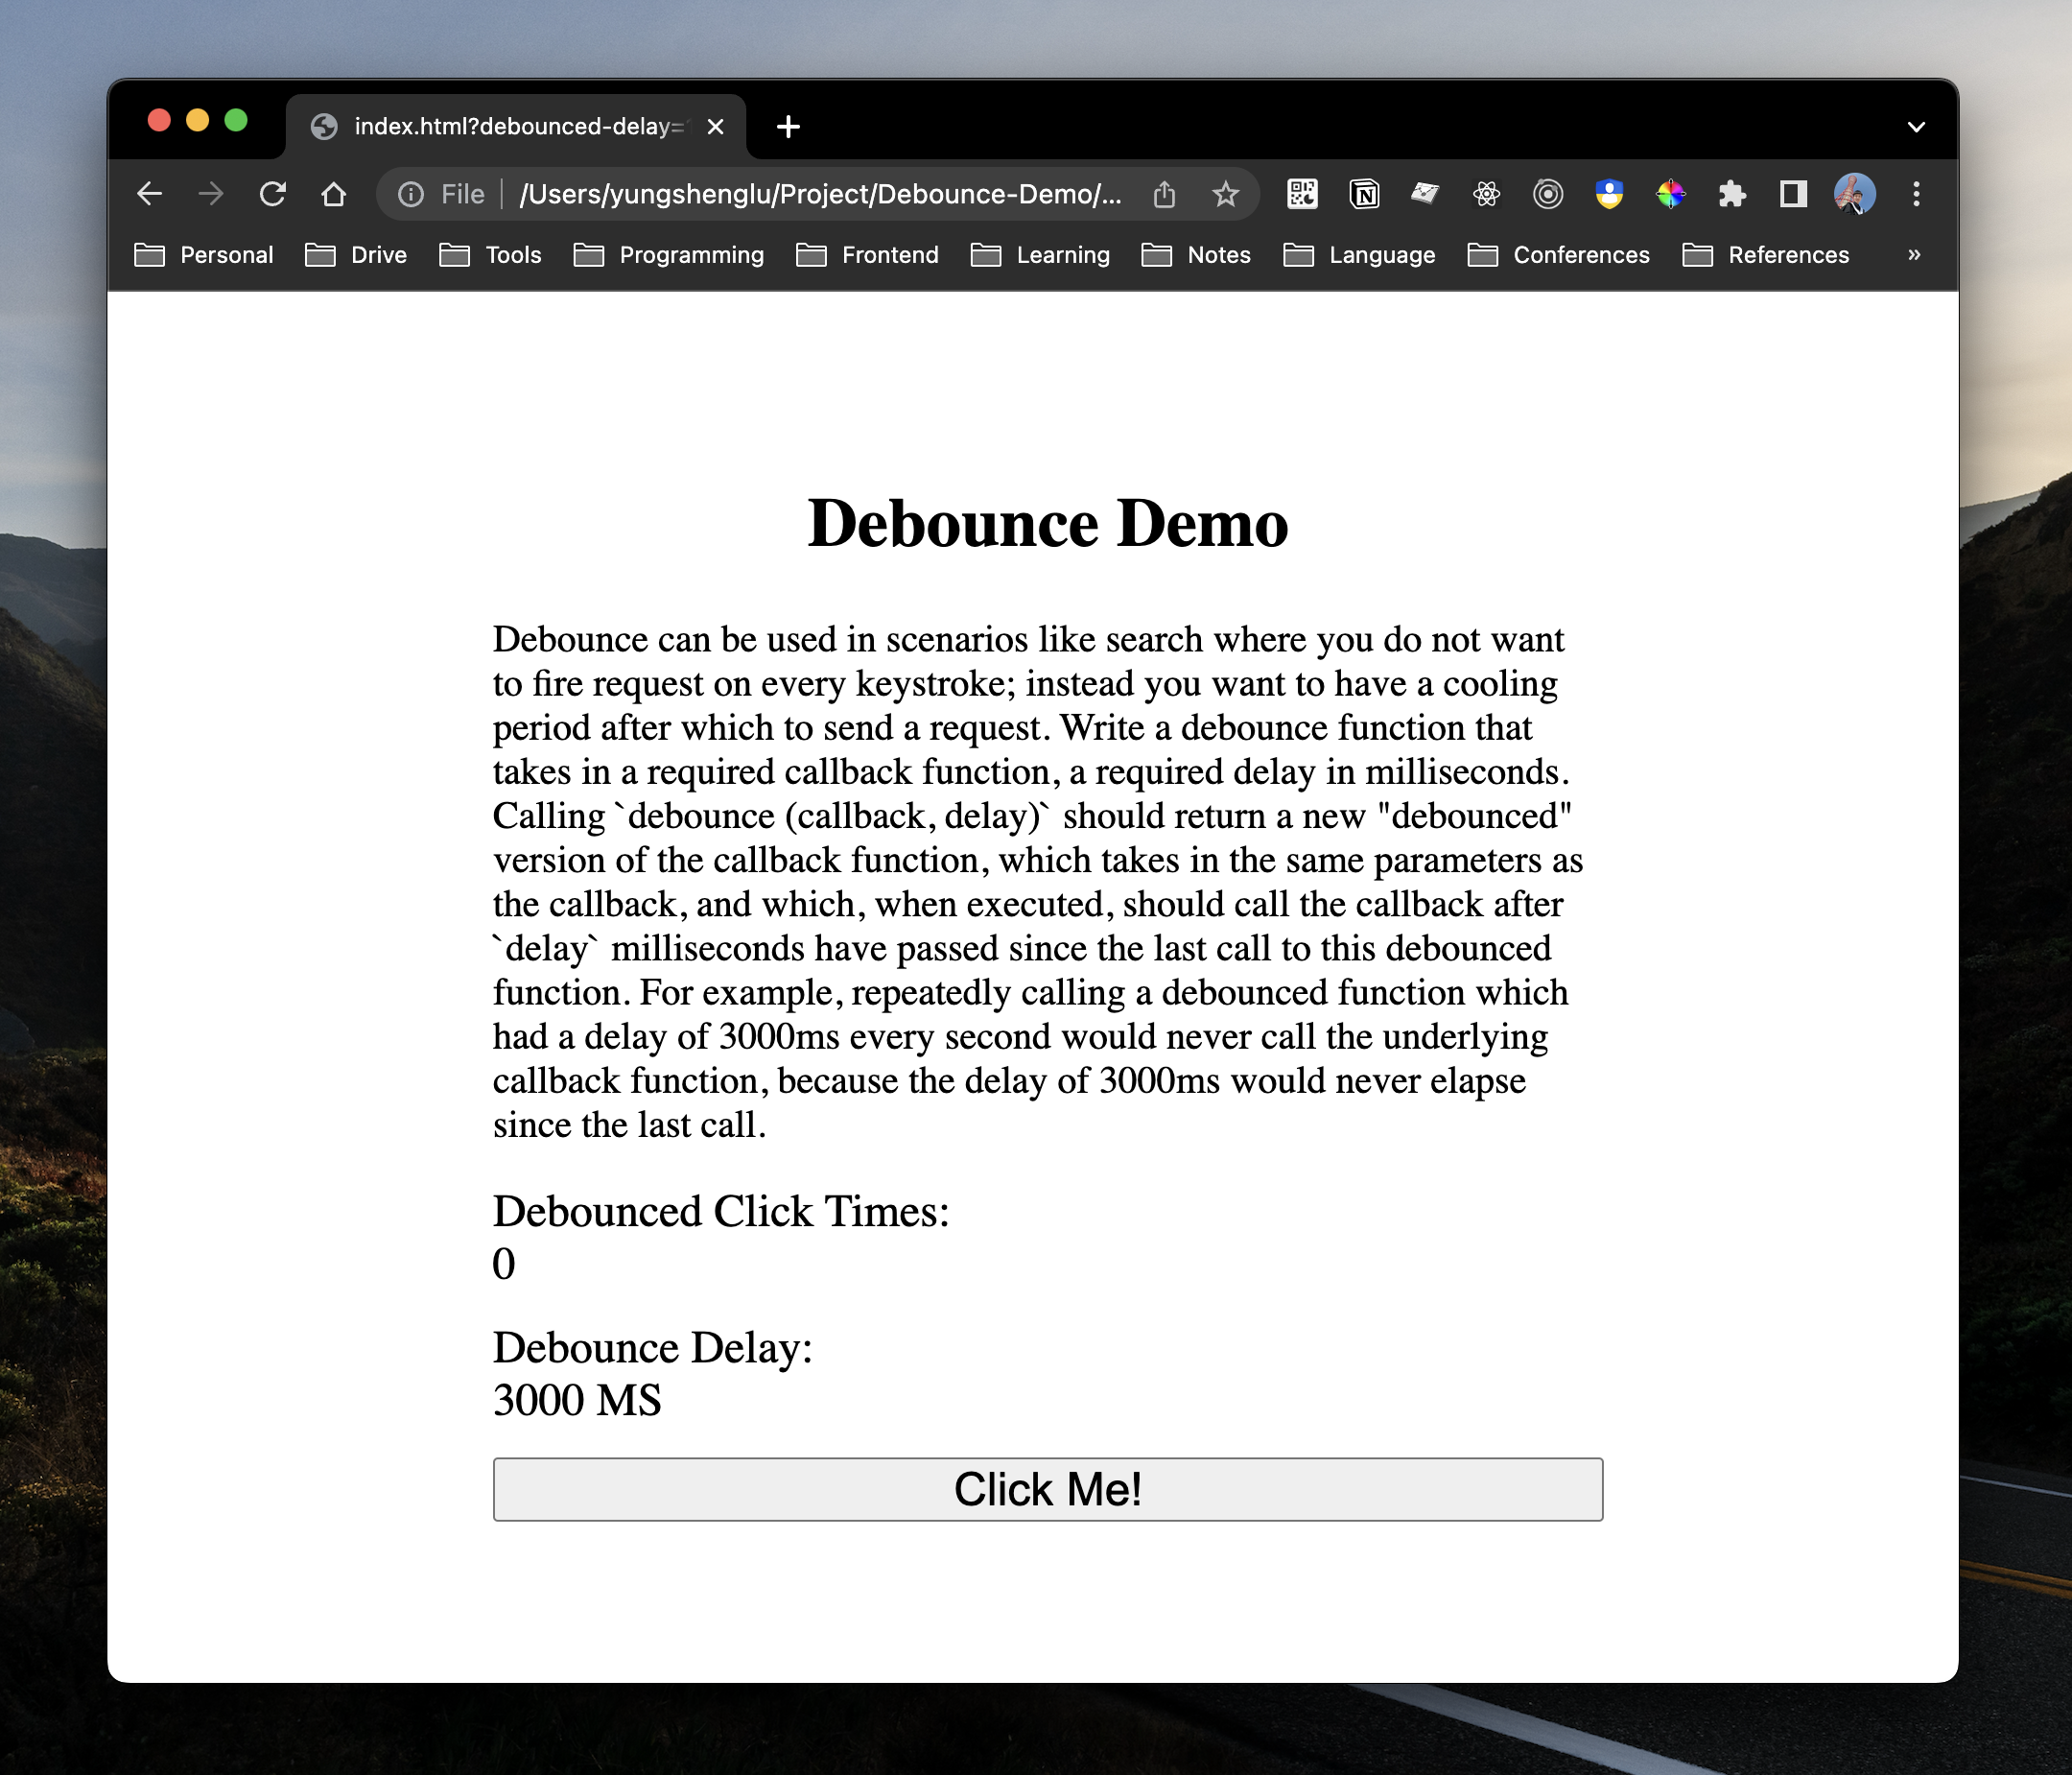 index.html?debounced-delay=
File /Users/yungshenglu/Project/Debounce-Demo/...
Personal Drive Tools Programming Frontend Learning Notes Language Conferences References »
Debounce Demo
Debounce can be used in scenarios like search where you do not want
to fire request on every keystroke; instead you want to have a cooling
period after which to send a request. Write a debounce function that
takes in a required callback function, a required delay in milliseconds.
Calling `debounce (callback, delay)` should return a new "debounced"
version of the callback function, which takes in the same parameters as
the callback, and which, when executed, should call the callback after
`delay` milliseconds have passed since the last call to this debounced
function. For example, repeatedly calling a debounced function which
had a delay of 3000ms every second would never call the underlying
callback function, because the delay of 3000ms would never elapse
since the last call.
Debounced Click Times:
0
Debounce Delay:
3000 MS
Click Me!